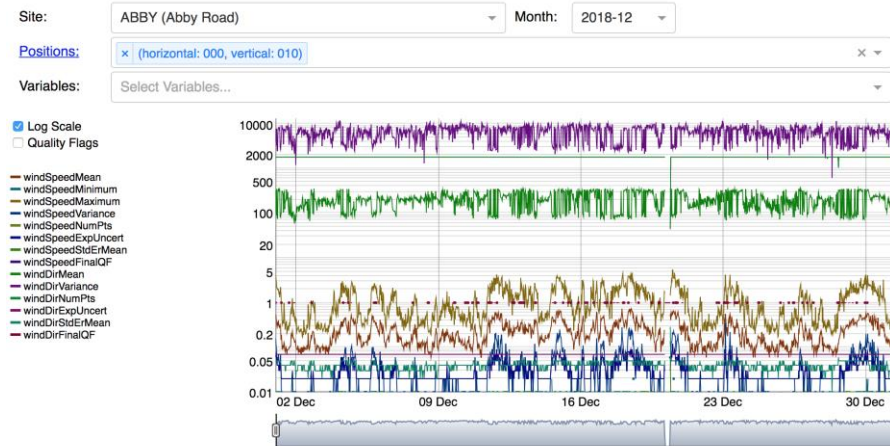 Site: ABBY (Abby Road) Month: 2018-12
Positions: × (horizontal: 000, vertical: 010) ×
Variables: Select Variables...
Log Scale
Quality Flags
windSpeedMean
windSpeedMinimum
windSpeedMaximum
windSpeedVariance
windSpeedNumPts
windSpeedExpUncert
windSpeedStdErMean
windSpeedFinalQF
windDirMean
windDirVariance
windDirNumPts
windDirExpUncert
windDirStdErMean
windDirFinalQF
10000
2000
500
100
20
5
1
0.2
0.05
0.01
02 Dec 09 Dec 16 Dec 23 Dec 30 Dec